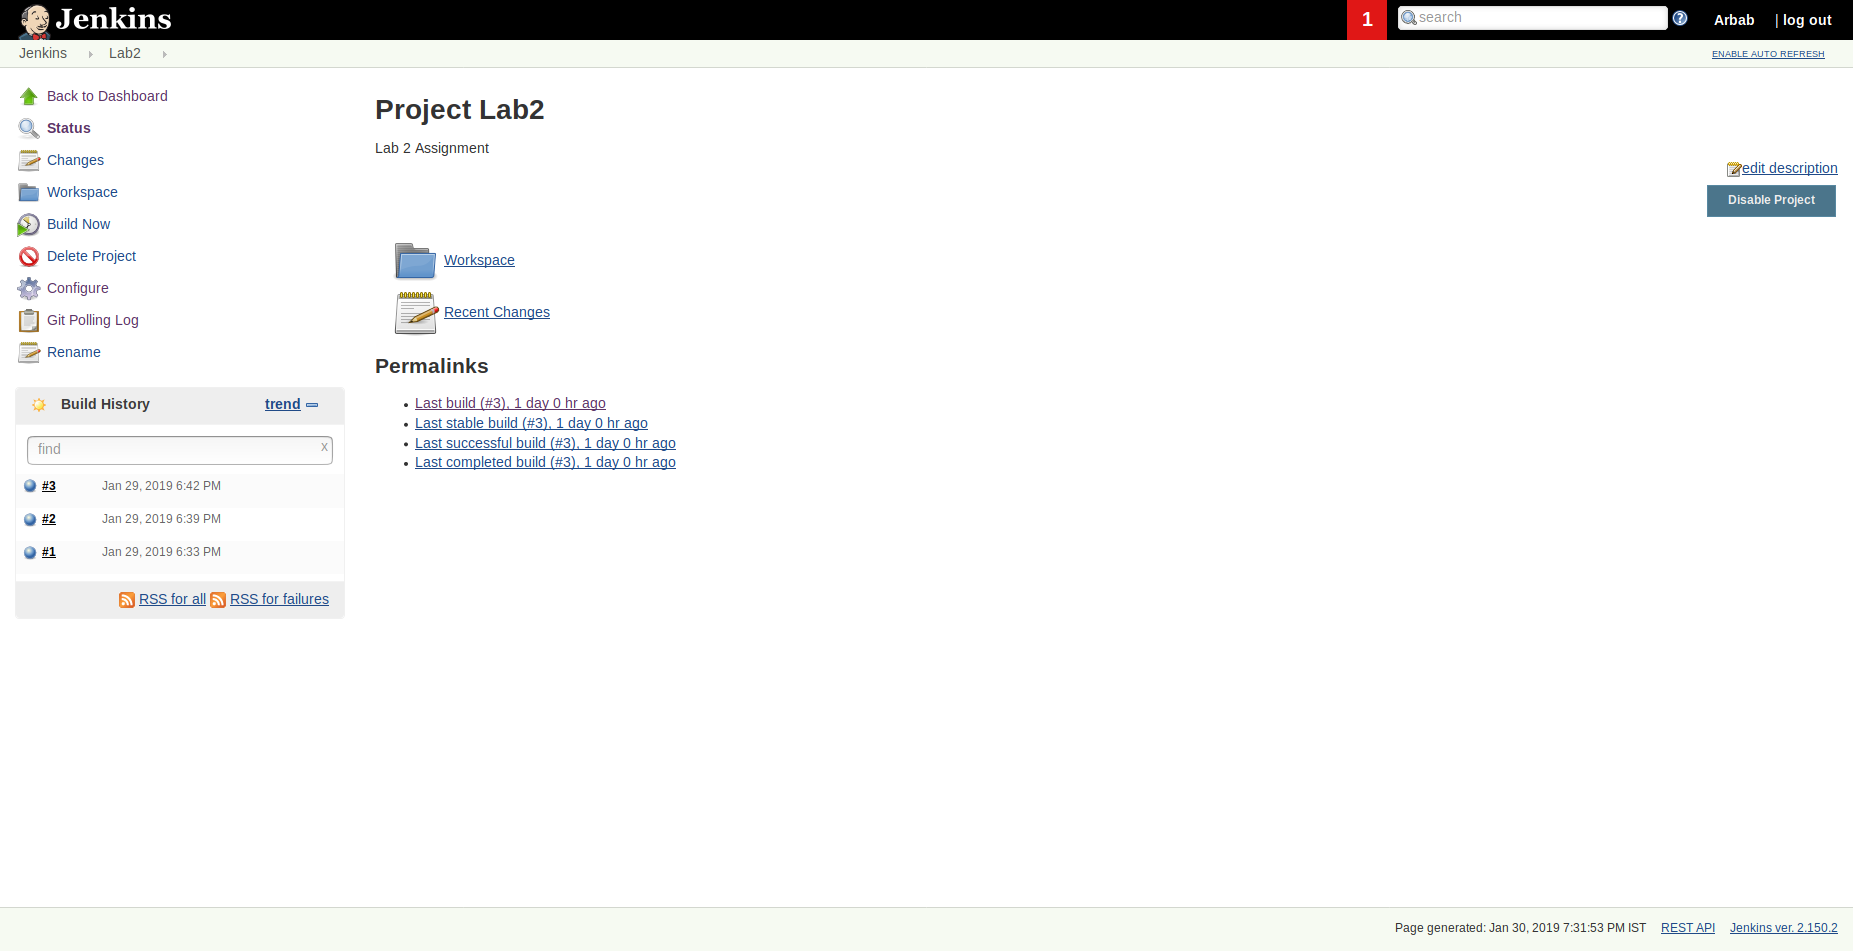 Jenkins
1
search
?
Arbab
| log out
Jenkins
Lab2
ENABLE AUTO REFRESH
Back to Dashboard
Status
Changes
Workspace
Build Now
Delete Project
Configure
Git Polling Log
Rename
Build History
trend
find
x
#3 Jan 29, 2019 6:42 PM
#2 Jan 29, 2019 6:39 PM
#1 Jan 29, 2019 6:33 PM
RSS for all RSS for failures
Project Lab2
Lab 2 Assignment
edit description
Disable Project
Workspace
Recent Changes
Permalinks
Last build (#3), 1 day 0 hr ago
Last stable build (#3), 1 day 0 hr ago
Last successful build (#3), 1 day 0 hr ago
Last completed build (#3), 1 day 0 hr ago
Page generated: Jan 30, 2019 7:31:53 PM IST REST API Jenkins ver. 2.150.2